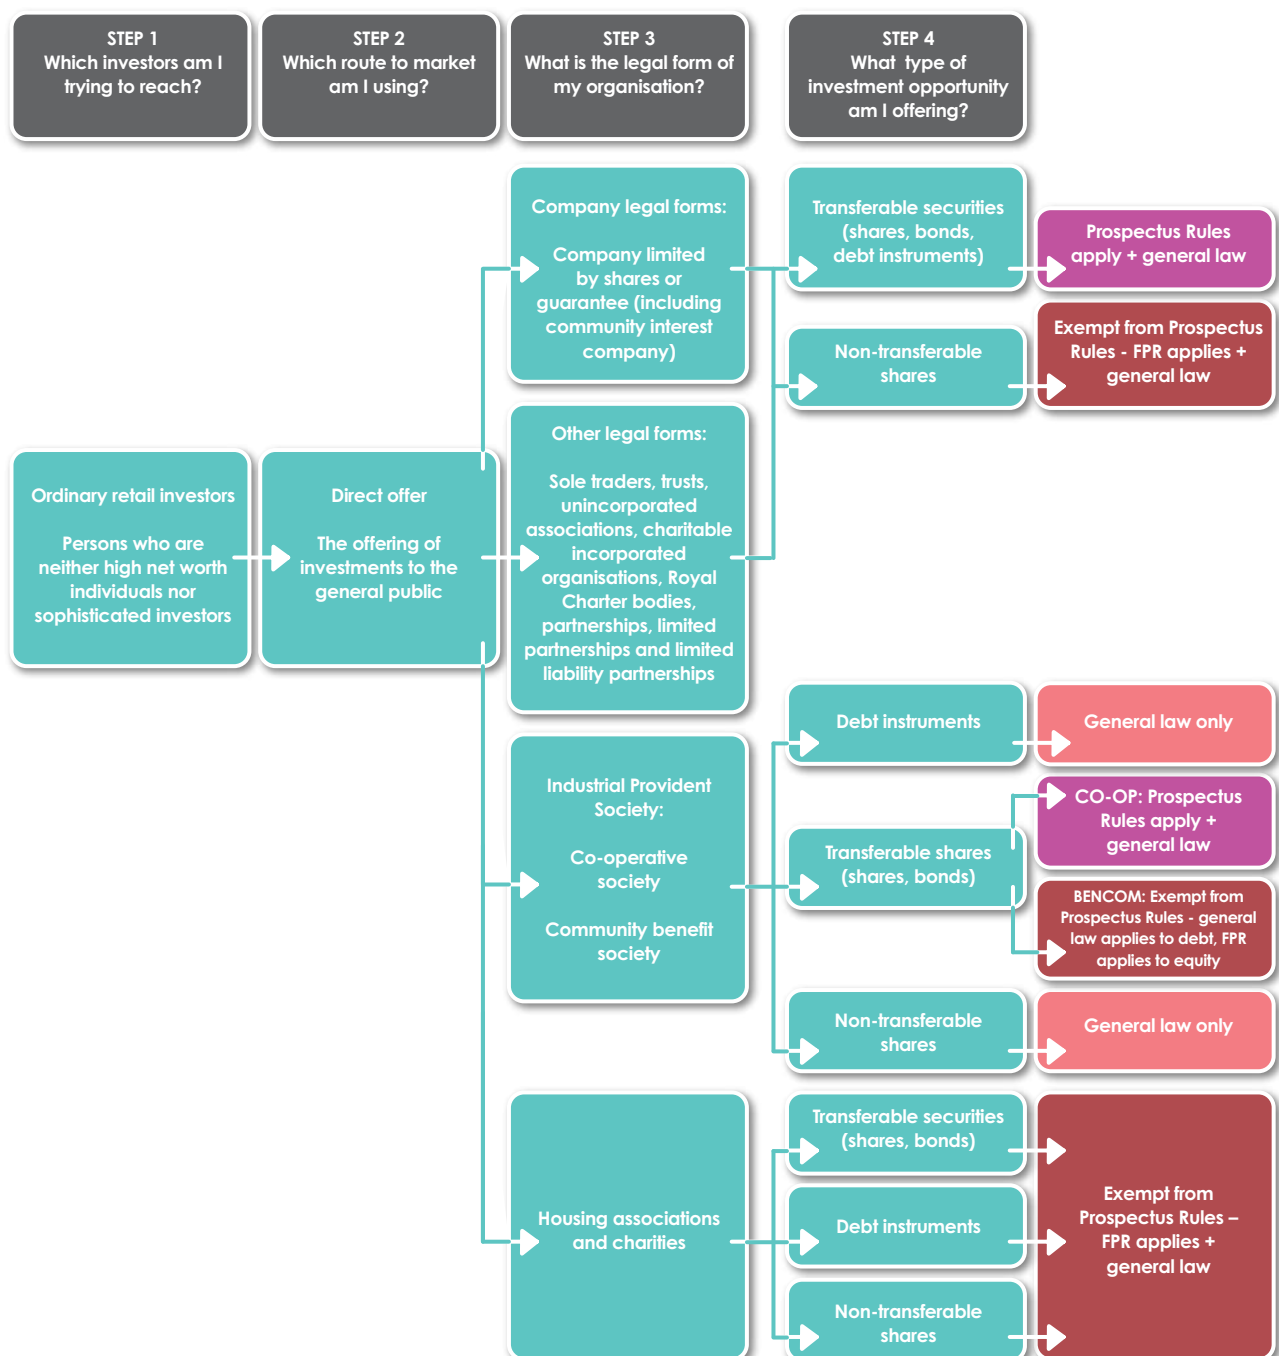 STEP 1
Which investors am I
trying to reach?
STEP 2
Which route to market
am I using?
STEP 3
What is the legal form of
my organisation?
STEP 4
What type of
investment opportunity
am I offering?
Ordinary retail investors
Persons who are
neither high net worth
individuals nor
sophisticated investors
Direct offer
The offering of
investments to the
general public
Company legal forms:
Company limited
by shares or
guarantee (including
community interest
company)
Transferable securities
(shares, bonds,
debt instruments)
Prospectus Rules
apply + general law
Non-transferable
shares
Exempt from Prospectus
Rules - FPR applies +
general law
Other legal forms:
Sole traders, trusts,
unincorporated
associations, charitable
incorporated
organisations, Royal
Charter bodies,
partnerships, limited
partnerships and limited
liability partnerships
Industrial Provident
Society:
Co-operative
society
Community benefit
society
Debt instruments
General law only
Transferable shares
(shares, bonds)
CO-OP: Prospectus
Rules apply +
general law
BENCOM: Exempt from
Prospectus Rules - general
law applies to debt, FPR
applies to equity
Non-transferable
shares
General law only
Housing associations
and charities
Transferable securities
(shares, bonds)
Debt instruments
Non-transferable
shares
Exempt from
Prospectus Rules –
FPR applies +
general law